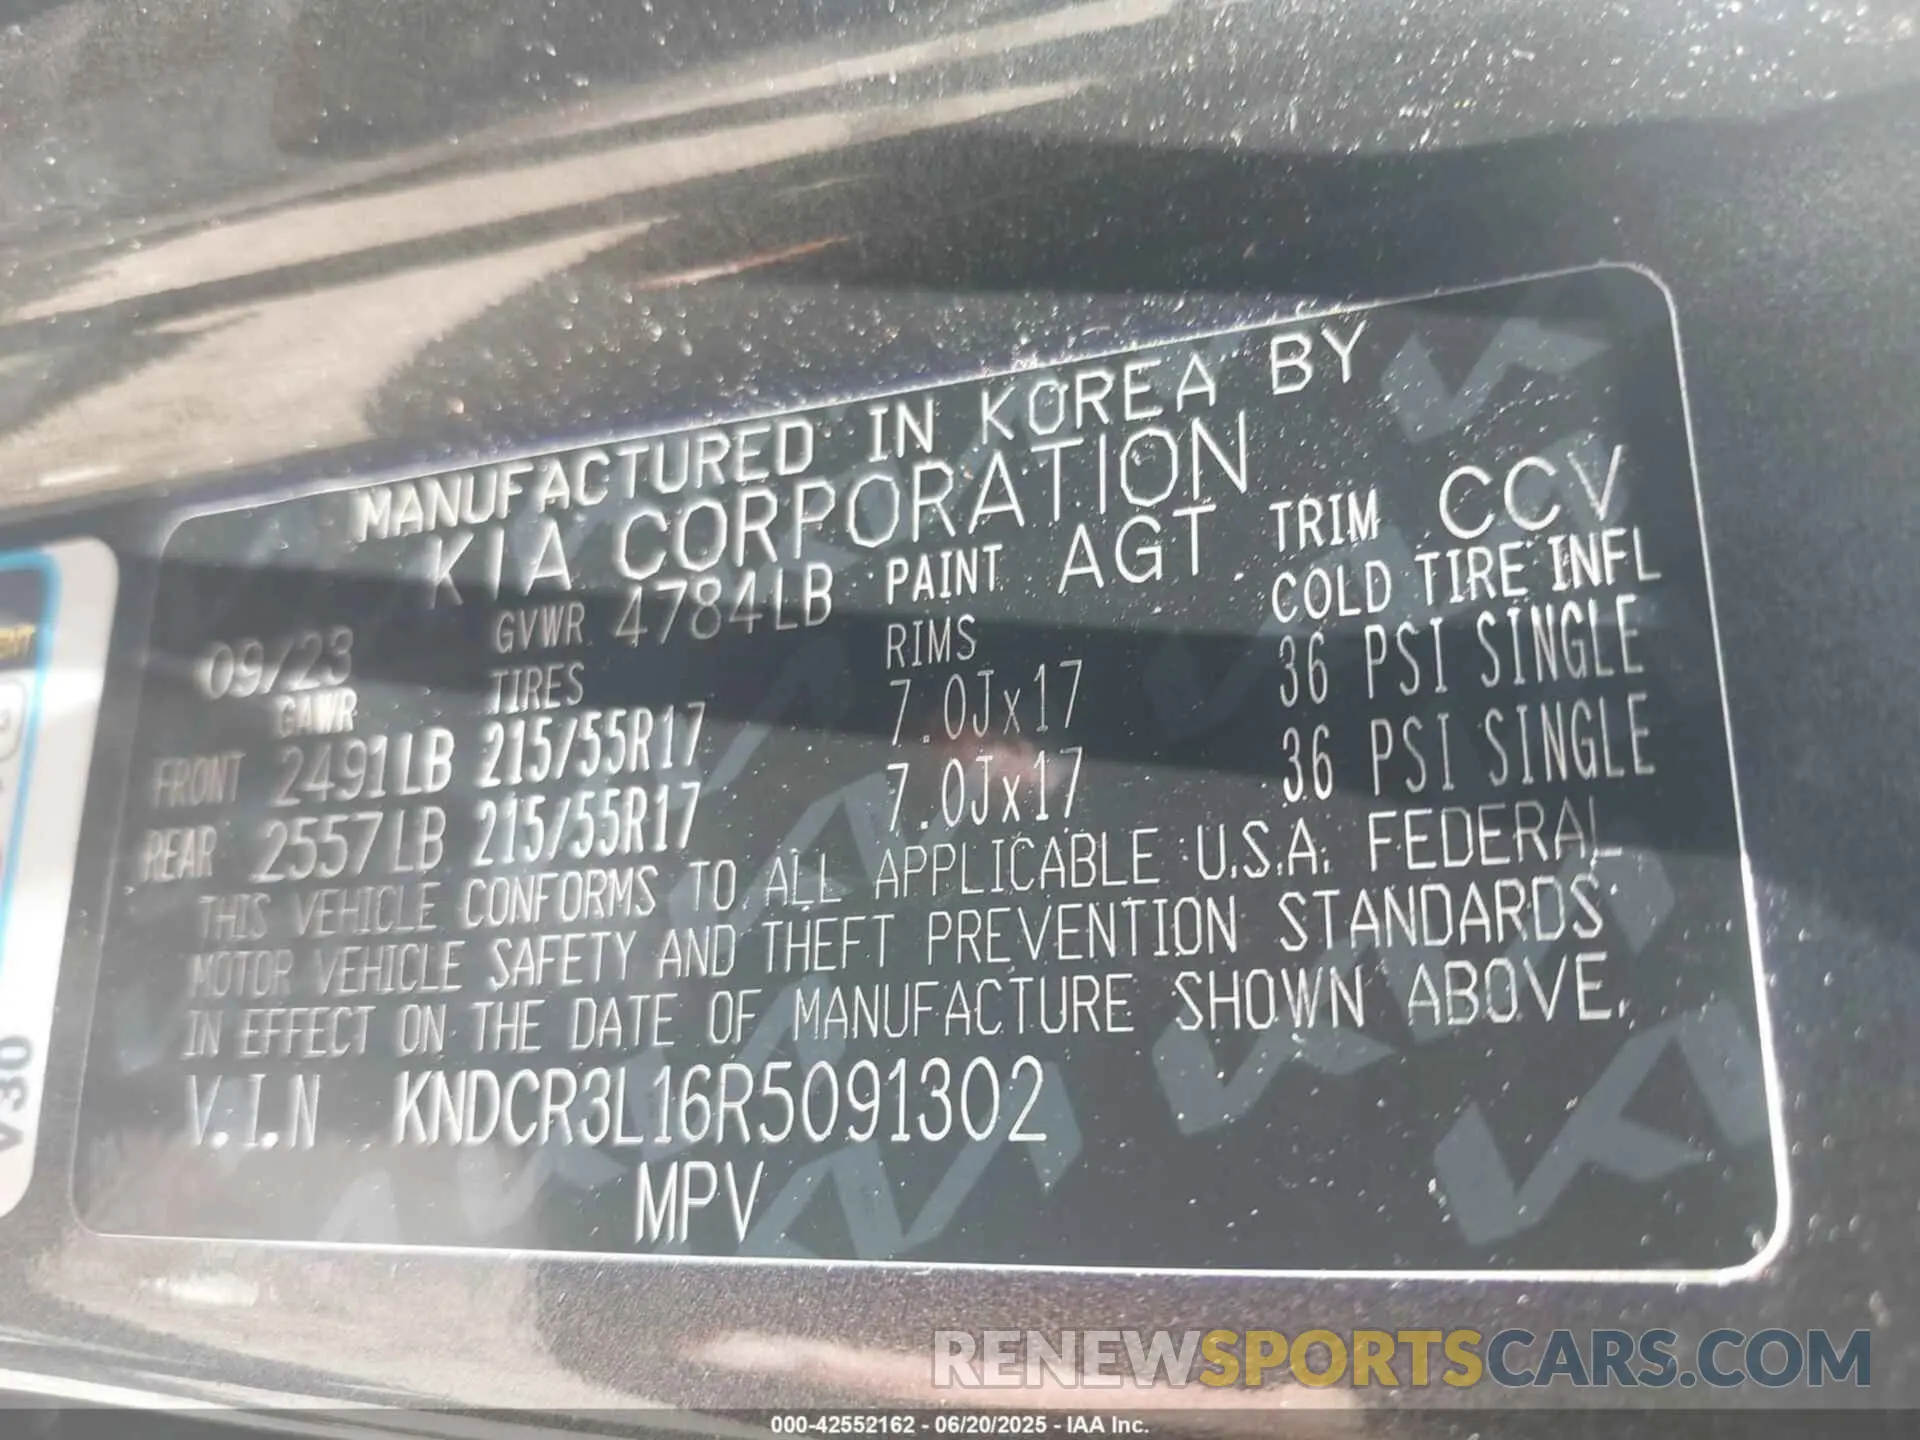 MANUFACTURED IN KOREA BY
KIA CORPORATION
09/23 GVWR 4784LB PAINT AGT TRIM CCV
GAWR TIRES RIMS COLD TIRE INFL
FRONT 2491LB 215/55R17 7.0Jx17 36 PSI SINGLE
REAR 2557LB 215/55R17 7.0Jx17 36 PSI SINGLE
THIS VEHICLE CONFORMS TO ALL APPLICABLE U.S.A. FEDERAL
MOTOR VEHICLE SAFETY AND THEFT PREVENTION STANDARDS
IN EFFECT ON THE DATE OF MANUFACTURE SHOWN ABOVE.
V.I.N KNDCR3L16R5091302
MPV
V30
RENEWSPORTSCARS.COM
000-42552162 - 06/20/2025 - IAA Inc.